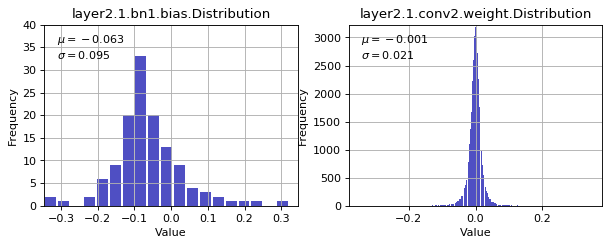 layer2.1.bn1.bias.Distribution
μ = −0.063
σ = 0.095
Frequency
40
35
30
25
20
15
10
5
0
−0.3 −0.2 −0.1 0.0 0.1 0.2 0.3
Value
layer2.1.conv2.weight.Distribution
μ = −0.001
σ = 0.021
Frequency
3000
2500
2000
1500
1000
500
0
−0.2 0.0 0.2
Value